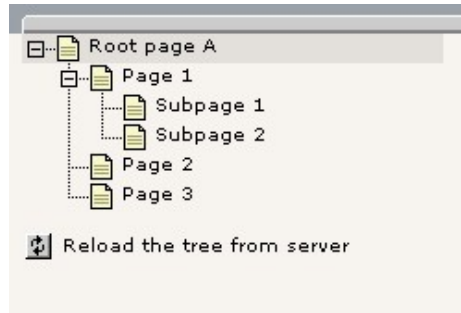 Root page A
Page 1
Subpage 1
Subpage 2
Page 2
Page 3
Reload the tree from server